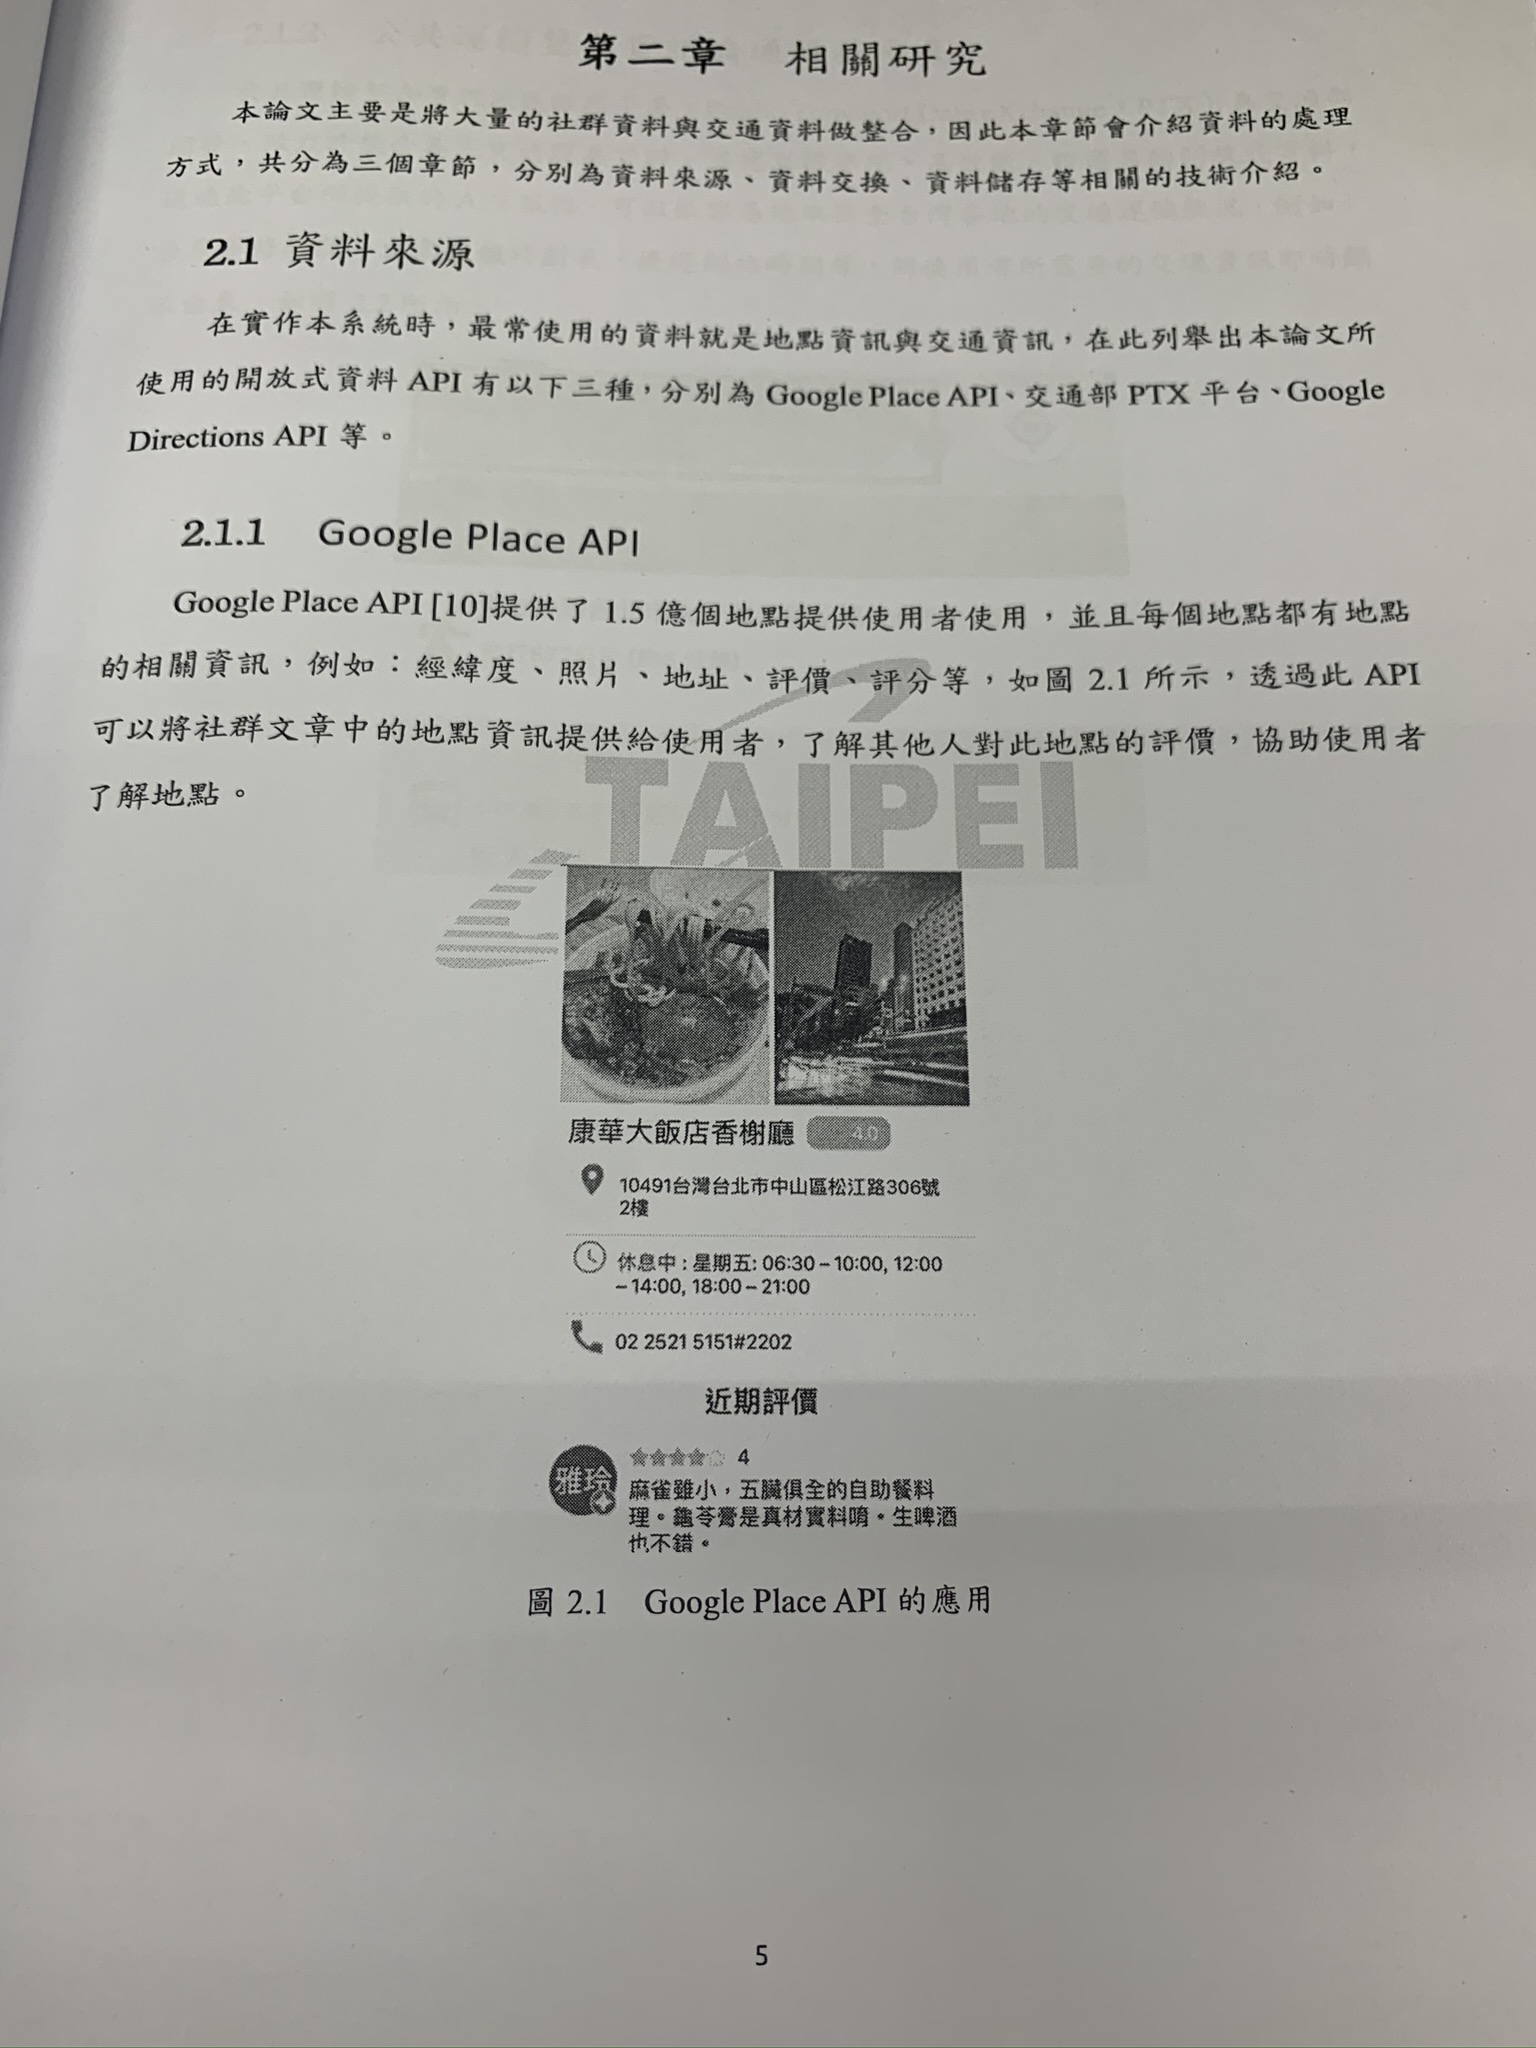 第二章 相關研究
本論文主要是將大量的社群資料與交通資料做整合，因此本章節會介紹資料的處理
方式，共分為三個章節，分別為資料來源、資料交換、資料儲存等相關的技術介紹。
2.1 資料來源
在實作本系統時，最常使用的資料就是地點資訊與交通資訊，在此列舉出本論文所
使用的開放式資料 API 有以下三種，分別為 Google Place API、交通部 PTX 平台、Google
Directions API 等。
2.1.1 Google Place API
Google Place API [10]提供了 1.5 億個地點提供使用者使用，並且每個地點都有地點
的相關資訊，例如：經緯度、照片、地址、評價、評分等，如圖 2.1 所示，透過此 API
可以將社群文章中的地點資訊提供給使用者，了解其他人對此地點的評價，協助使用者
了解地點。
TAIPEI
康華大飯店香榭廳 4.0
10491台灣台北市中山區松江路306號
2樓
休息中 : 星期五: 06:30 – 10:00, 12:00
– 14:00, 18:00 – 21:00
02 2521 5151#2202
近期評價
雅玲 4
麻雀雖小，五臟俱全的自助餐料
理。龜苓膏是真材實料唷。生啤酒
也不錯。
圖 2.1 Google Place API 的應用
5